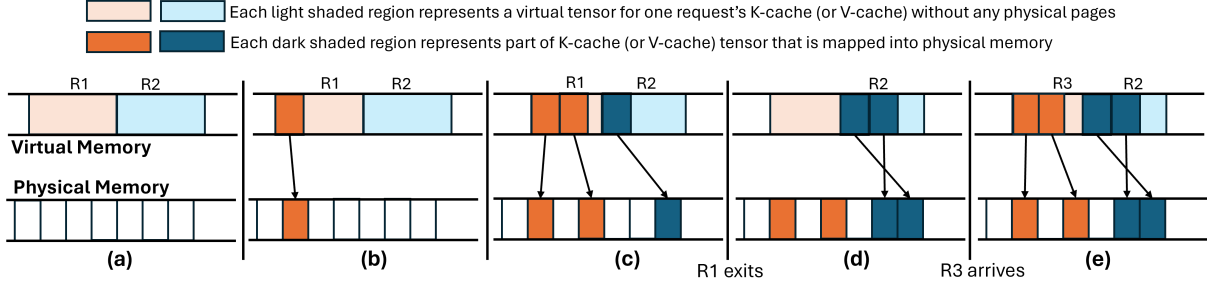 Each light shaded region represents a virtual tensor for one request's K-cache (or V-cache) without any physical pages
Each dark shaded region represents part of K-cache (or V-cache) tensor that is mapped into physical memory
R1 R2 R1 R2 R1 R2 R2 R3 R2
Virtual Memory
Physical Memory
(a) (b) (c) (d) (e)
R1 exits R3 arrives